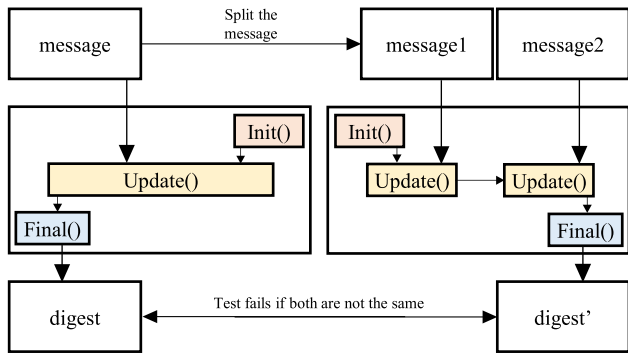 Split the
message
message
message1
message2
Init()
Init()
Update()
Update()
Update()
Final()
Final()
digest
Test fails if both are not the same
digest’